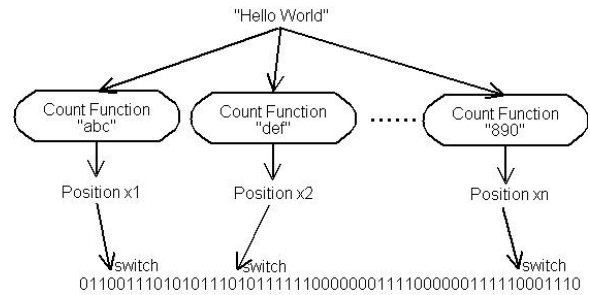 "Hello World"
Count Function
"abc"
Count Function
"def"
......
Count Function
"890"
Position x1
Position x2
Position xn
switch
switch
switch
0110011101010101110101111111000000011110000001111110001110